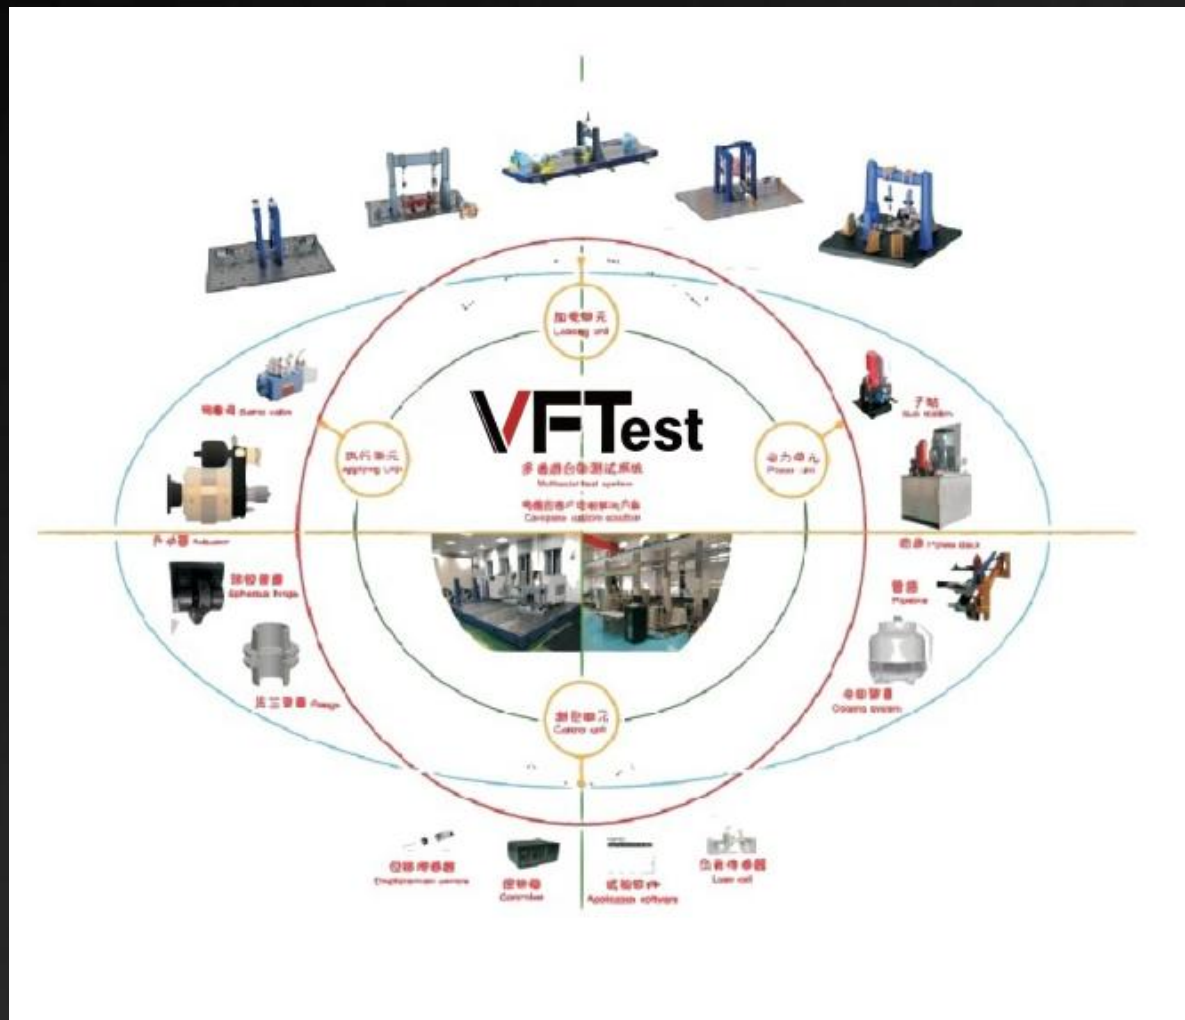 加载单元
Loading unit
伺服阀 Servo valve
子站
Sub station
VFTest
执行单元
Applying unit
动力单元
Power unit
多通道台架测试系统
Multiaxial test system
Complete custom solution
作动器 Actuator
油源 Power pack
球铰装置
Spherical hinge
管路
Pipeline
法兰装置 Flange
冷却装置
Cooling system
测控单元
Control unit
位移传感器
Displacement sensors
控制器
Controller
试验软件
Application software
负荷传感器
Load cell